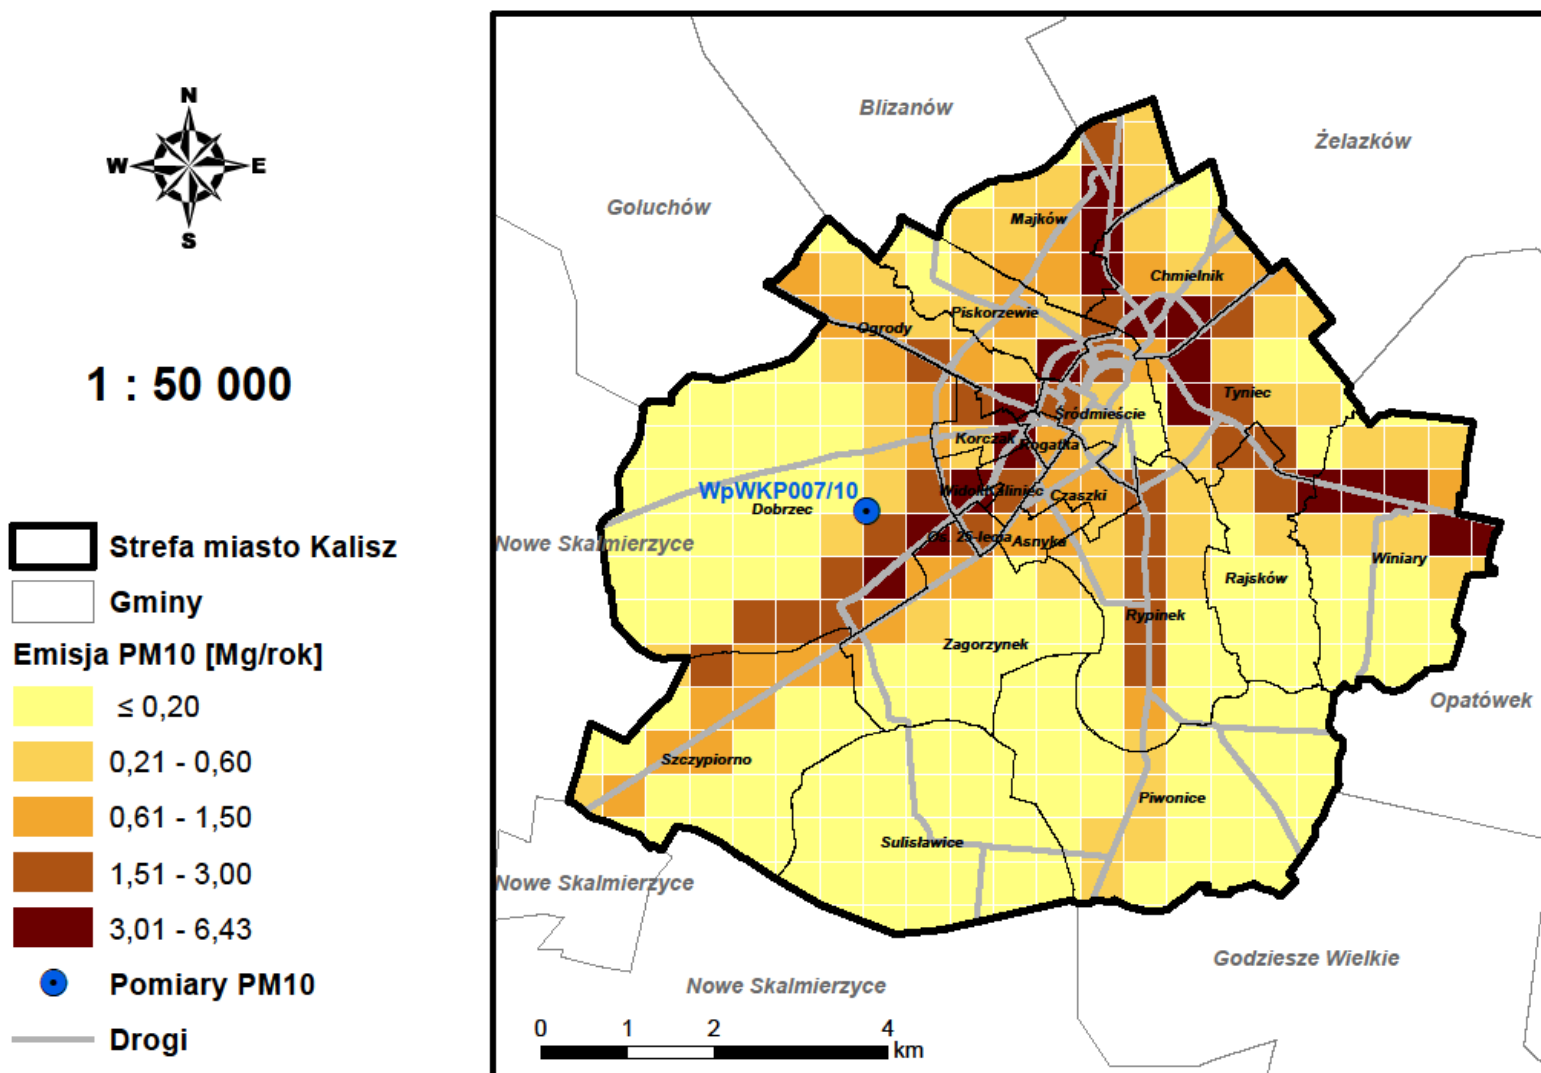 N
W
E
S
1 : 50 000
Strefa miasto Kalisz
Gminy
Emisja PM10 [Mg/rok]
≤ 0,20
0,21 - 0,60
0,61 - 1,50
1,51 - 3,00
3,01 - 6,43
Pomiary PM10
Drogi
Blizanów
Żelazków
Gołuchów
Majków
Chmielnik
Piskorzewie
Ogrody
Tyniec
Śródmieście
Korczak
Rogatka
WpWKP007/10
Widok
Kaliniec
Czaszki
Dobrzec
Nowe Skalmierzyce
Os. 25-lecia
Asnyka
Winiary
Rajsków
Rypinek
Zagorzynek
Opatówek
Szczypiorno
Piwonice
Sulisławice
Nowe Skalmierzyce
Godziesze Wielkie
Nowe Skalmierzyce
0 1 2 4
km